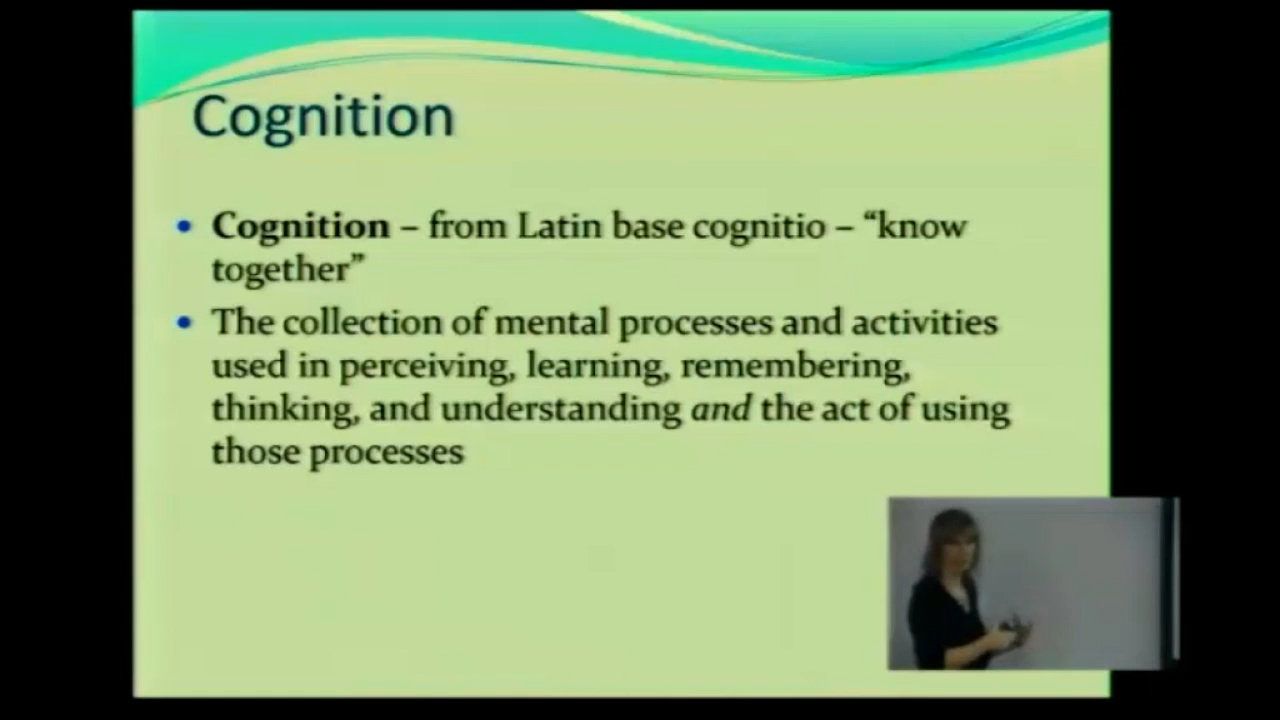 Cognition
• Cognition – from Latin base cognitio – “know
together”
• The collection of mental processes and activities
used in perceiving, learning, remembering,
thinking, and understanding and the act of using
those processes